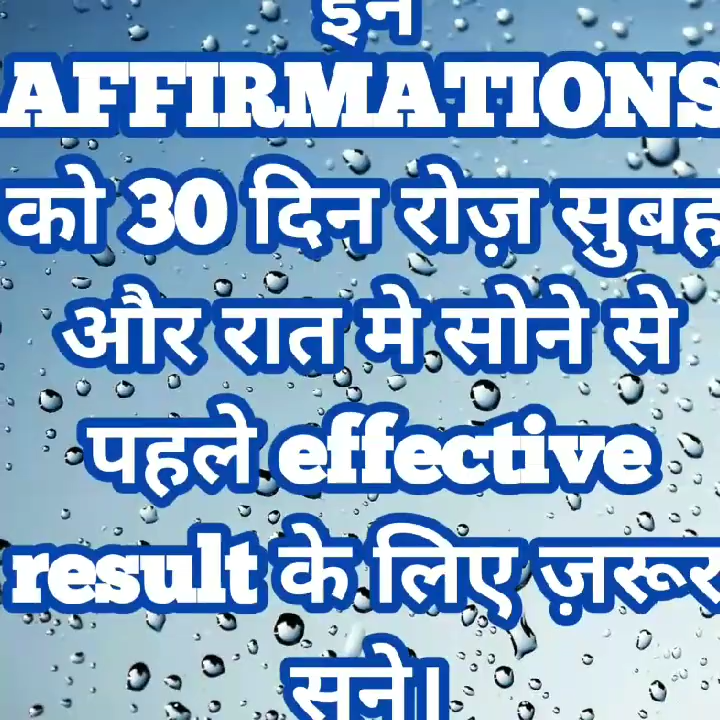 इन
AFFIRMATIONS
को 30 दिन रोज़ सुबह
और रात मे सोने से
पहले effective
result के लिए ज़रूर
सुने।